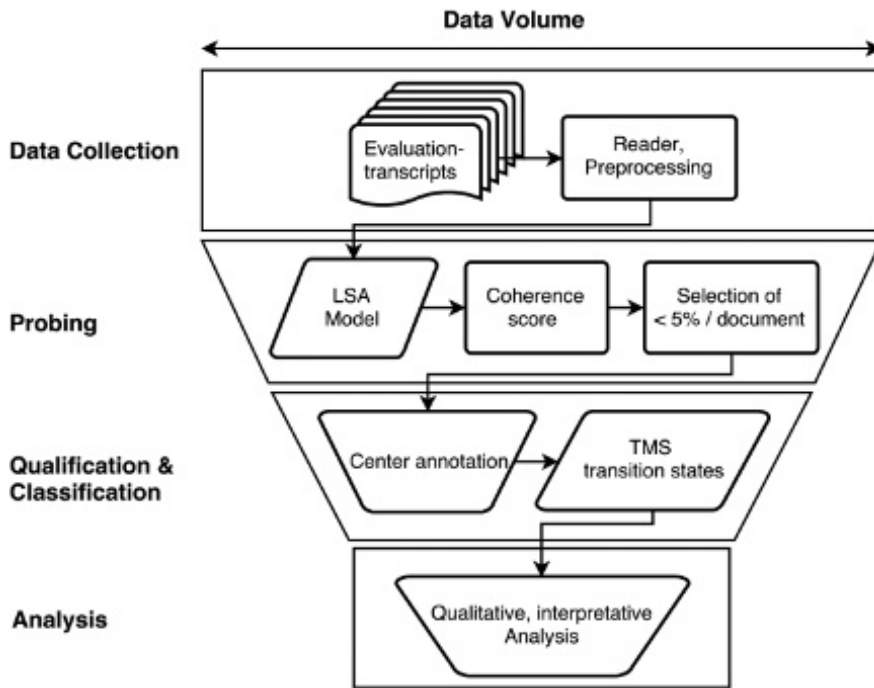 Data Volume
Data Collection
Evaluation-
transcripts
Reader,
Preprocessing
Probing
LSA
Model
Coherence
score
Selection of
< 5% / document
Qualification &
Classification
Center annotation
TMS
transition states
Analysis
Qualitative, interpretative
Analysis